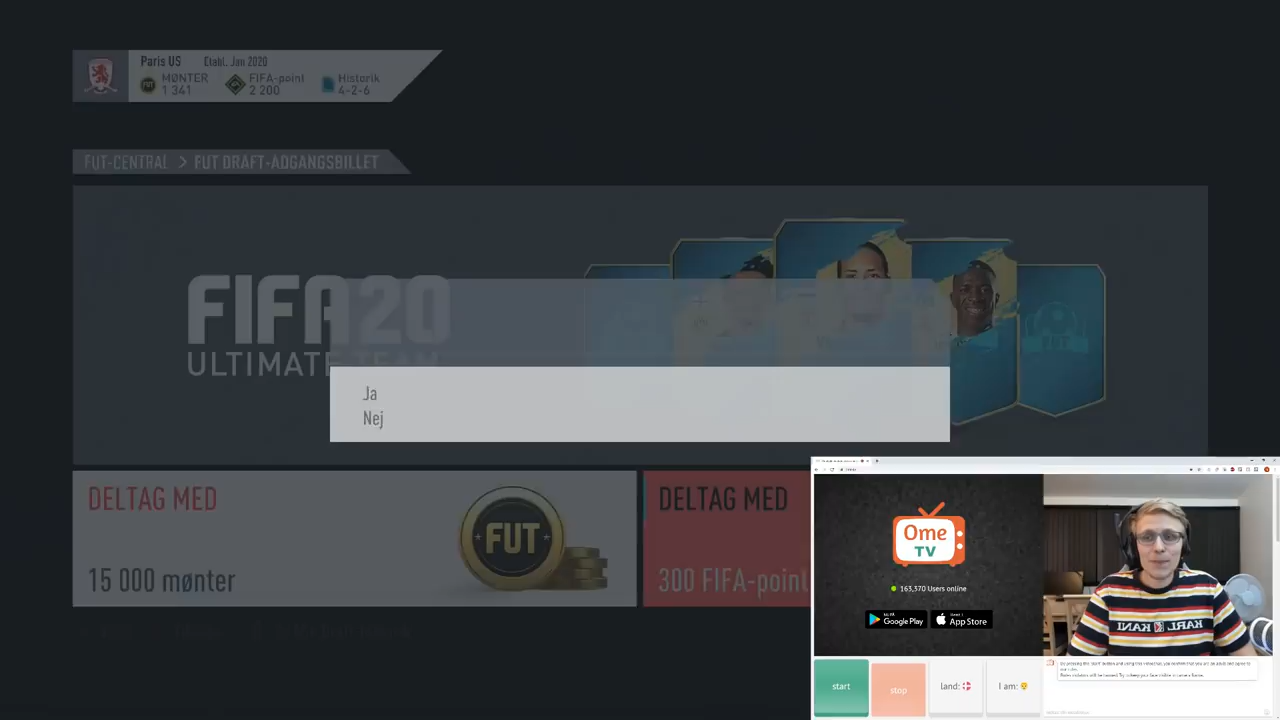 Paris US Etabl. Jan 2020
MØNTER
1 341
FIFA-point
2 200
Historik
4-2-6
FUT-CENTRAL > FUT DRAFT-ADGANGSBILLET
FIFA 20
ULTIMATE TEAM
Ja
Nej
DELTAG MED
15 000 mønter
FUT
DELTAG MED
300 FIFA-point
Ome
TV
163,370 Users online
Google Play
App Store
KARL KANI
start
stop
land:
I am: